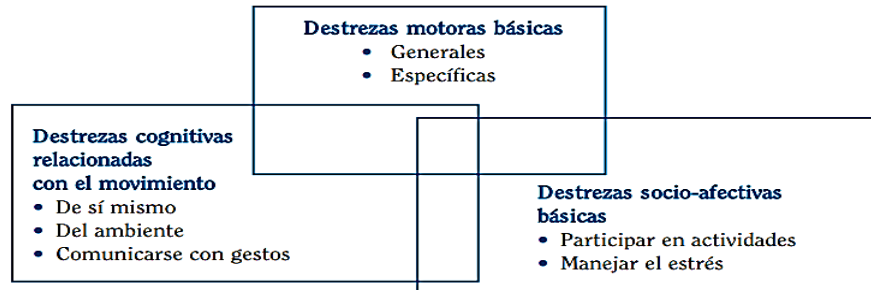 Destrezas motoras básicas
• Generales
• Específicas
Destrezas cognitivas
relacionadas
con el movimiento
• De sí mismo
• Del ambiente
• Comunicarse con gestos
Destrezas socio-afectivas
básicas
• Participar en actividades
• Manejar el estrés